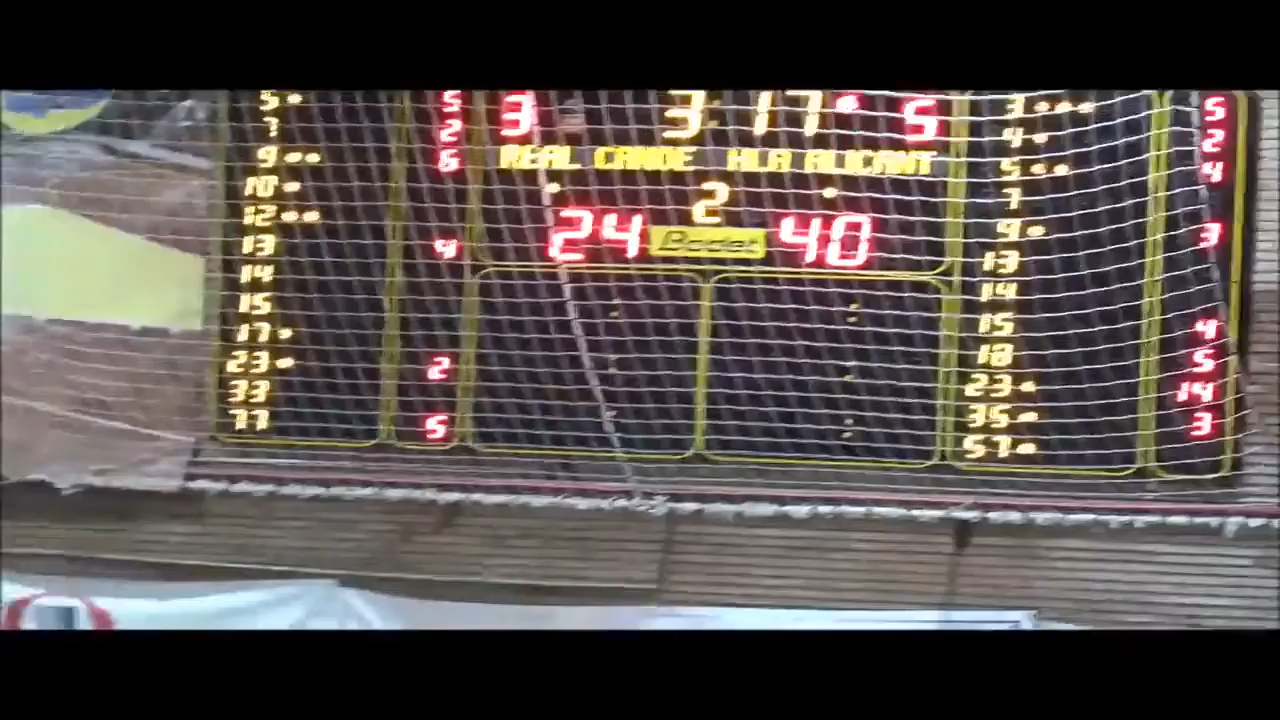 5 5 3 3:17 5 3 5
7 2 4 2
9 6 REAL CANOE HLA ALICANT 5 4
10 2 7
12 24 Bodet 40 9 3
13 4 13
14 14
15 15 4
17 18 5
23 2 23 14
33 35 3
77 5 57